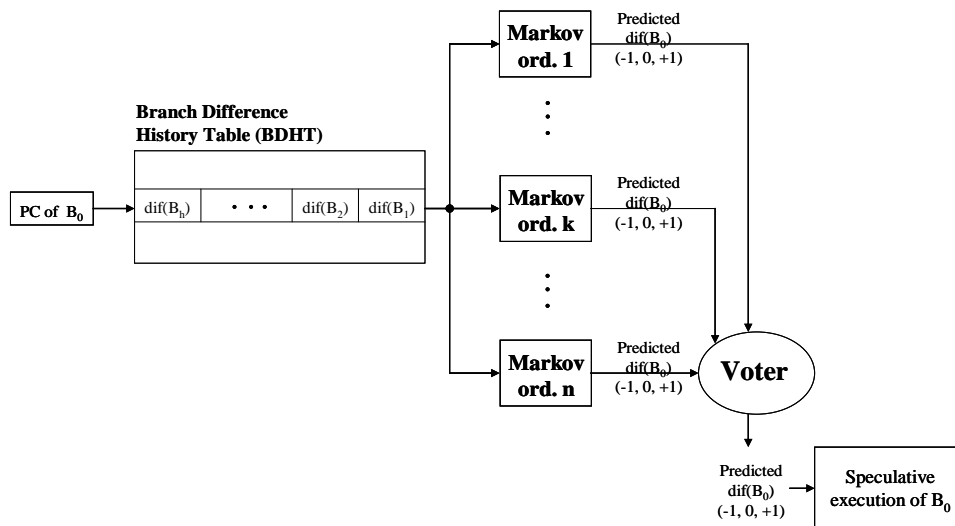 Markov
ord. 1
Predicted
dif(B0)
(-1, 0, +1)
Branch Difference
History Table (BDHT)
PC of B0
dif(Bh)
• • •
dif(B2)
dif(B1)
Markov
ord. k
Predicted
dif(B0)
(-1, 0, +1)
Markov
ord. n
Predicted
dif(B0)
(-1, 0, +1)
Voter
Predicted
dif(B0)
(-1, 0, +1)
Speculative
execution of B0